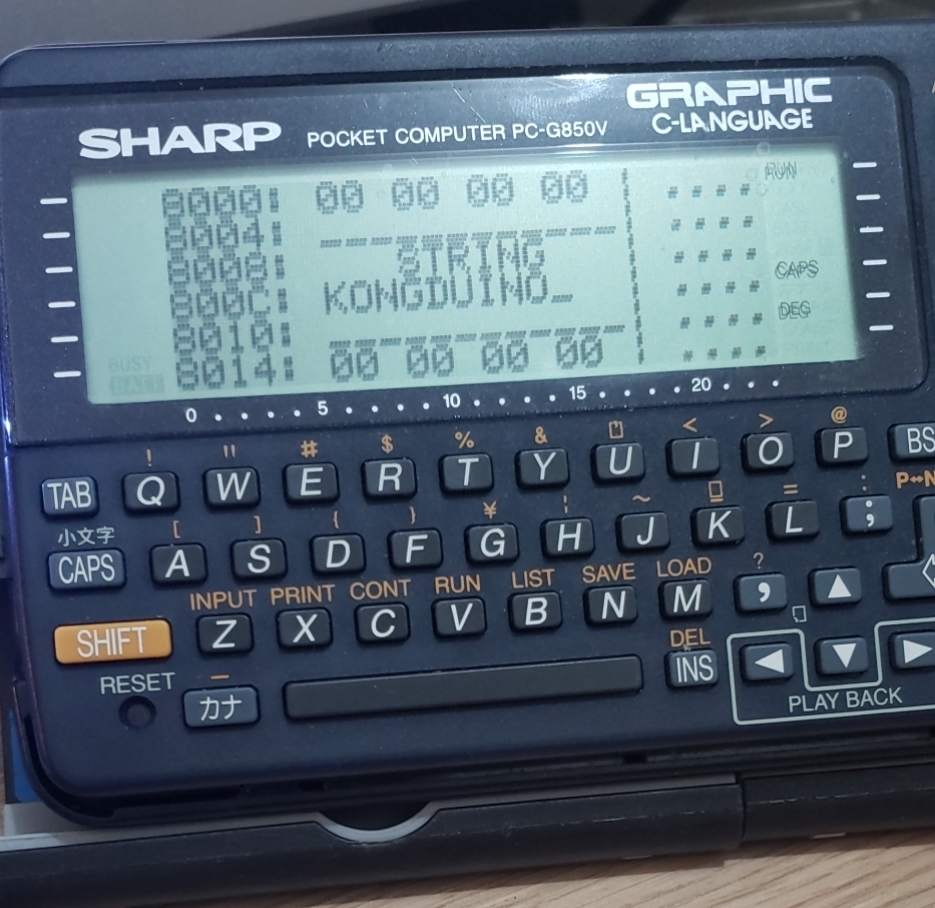 GRAPHIC
SHARP POCKET COMPUTER PC-G850V C-LANGUAGE
RUN
8000: 00 00 00 00 ....
8004: ....
8008: STRING ....
CAPS
800C: KONGDUINO_ ....
DEG
8010: ....
BUSY
BATT
8014: 00 00 00 00 ....
0 . . . . 5 . . . . 10 . . . . 15 . . . . 20 . . .
! " # $ % & < > @
TAB Q W E R T Y U I O P BS
小文字 [ ] { } ¥ ¦ ~ = : P↔N
CAPS A S D F G H J K L ;
INPUT PRINT CONT RUN LIST SAVE LOAD ?
SHIFT Z X C V B N M , ▲
DEL
RESET カナ INS ◀ ▼ ▶
PLAY BACK